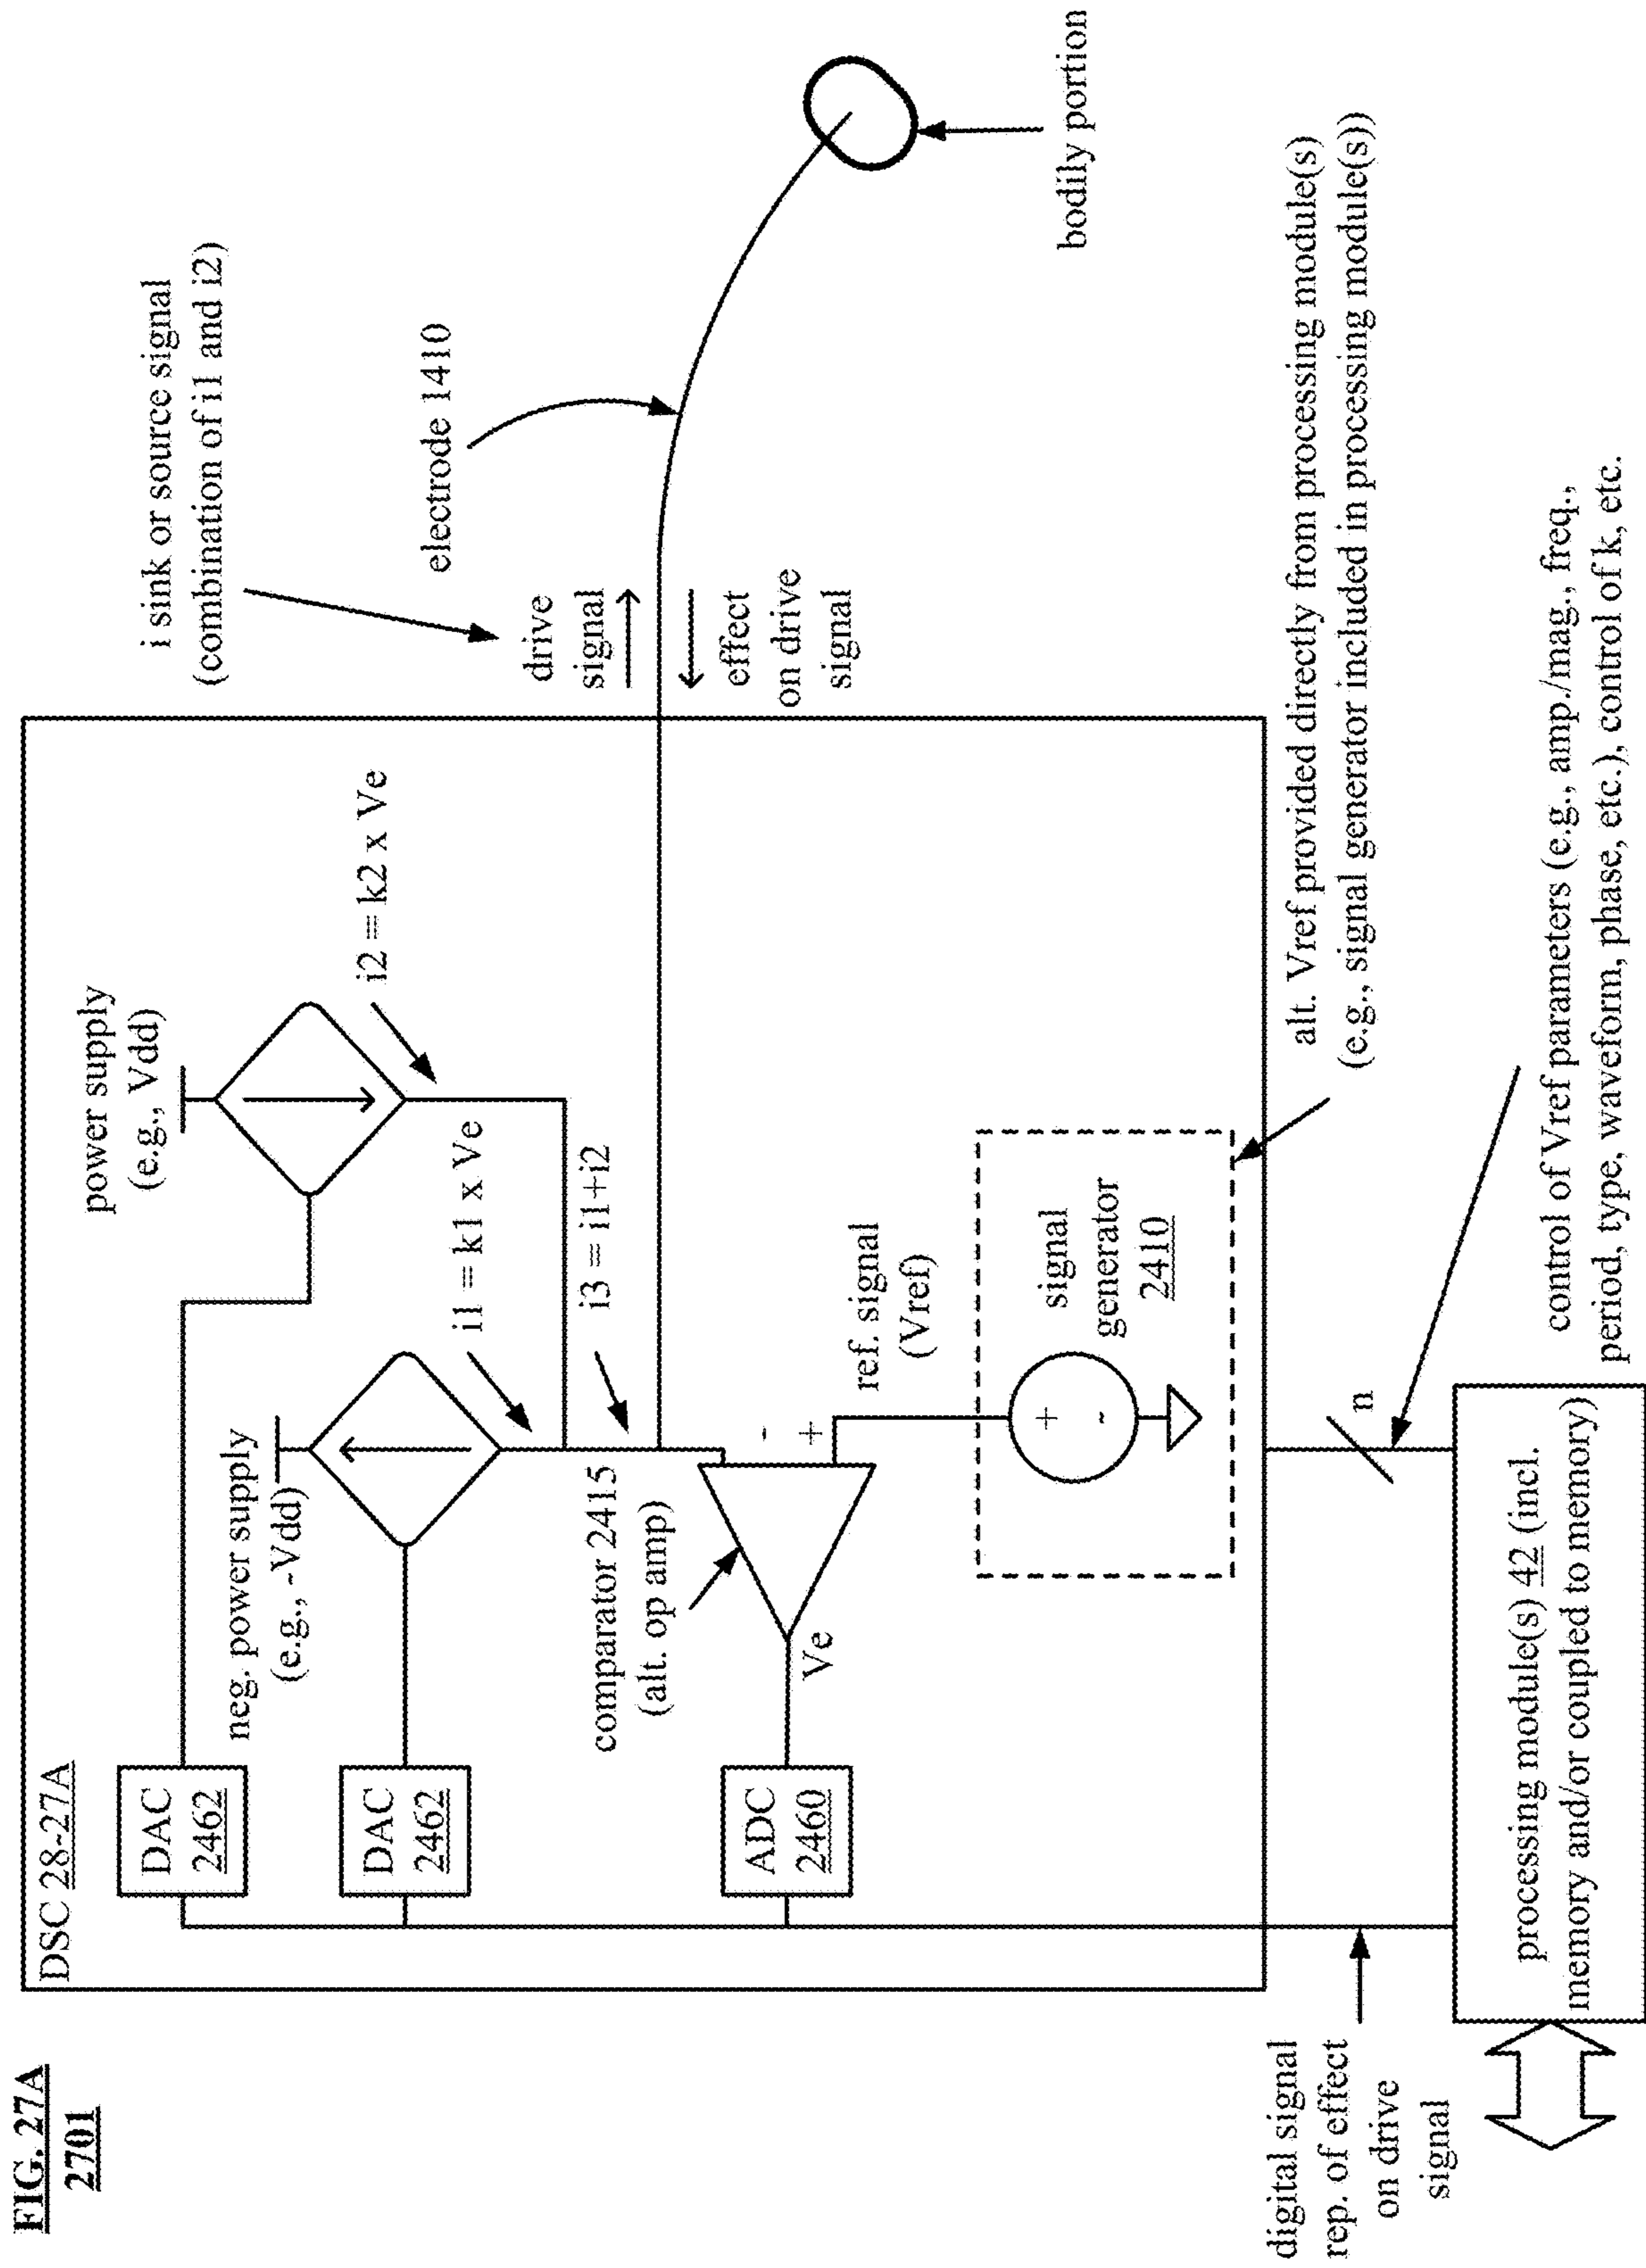 FIG. 27A
2701
DSC 28-27A
DAC
2462
DAC
2462
ADC
2460
power supply
(e.g., Vdd)
neg. power supply
(e.g., -Vdd)
i2 = k2 x Ve
i1 = k1 x Ve
i3 = i1+i2
comparator 2415
(alt. op amp)
Ve
-
+
ref. signal
(Vref)
+
-
signal
generator
2410
i sink or source signal
(combination of i1 and i2)
drive
signal
effect
on drive
signal
electrode 1410
bodily portion
alt. Vref provided directly from processing module(s)
(e.g., signal generator included in processing module(s))
control of Vref parameters (e.g., amp./mag., freq.,
period, type, waveform, phase, etc.), control of k, etc.
n
digital signal
rep. of effect
on drive
signal
processing module(s) 42 (incl.
memory and/or coupled to memory)